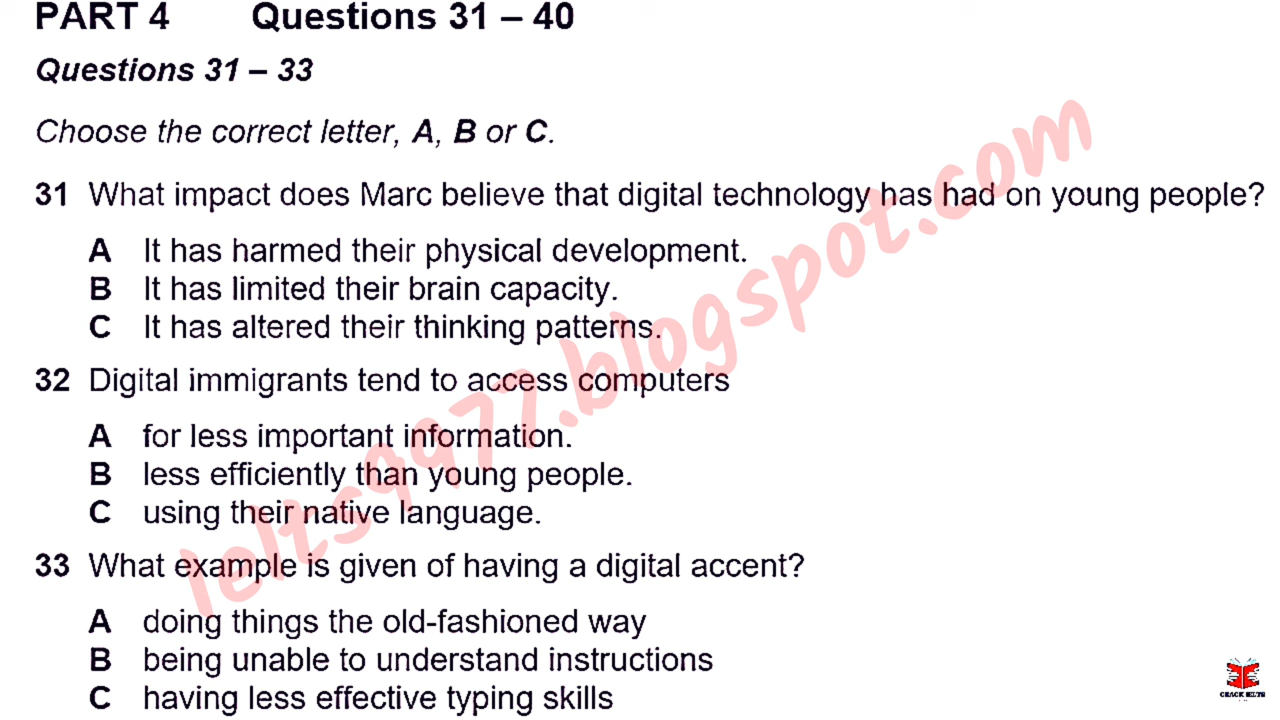 PART 4 Questions 31 – 40
Questions 31 – 33
Choose the correct letter, A, B or C.
31 What impact does Marc believe that digital technology has had on young people?
A It has harmed their physical development.
B It has limited their brain capacity.
C It has altered their thinking patterns.
32 Digital immigrants tend to access computers
A for less important information.
B less efficiently than young people.
C using their native language.
33 What example is given of having a digital accent?
A doing things the old-fashioned way
B being unable to understand instructions
C having less effective typing skills
Ielts9977.blogspot.com
CRACK IELTS